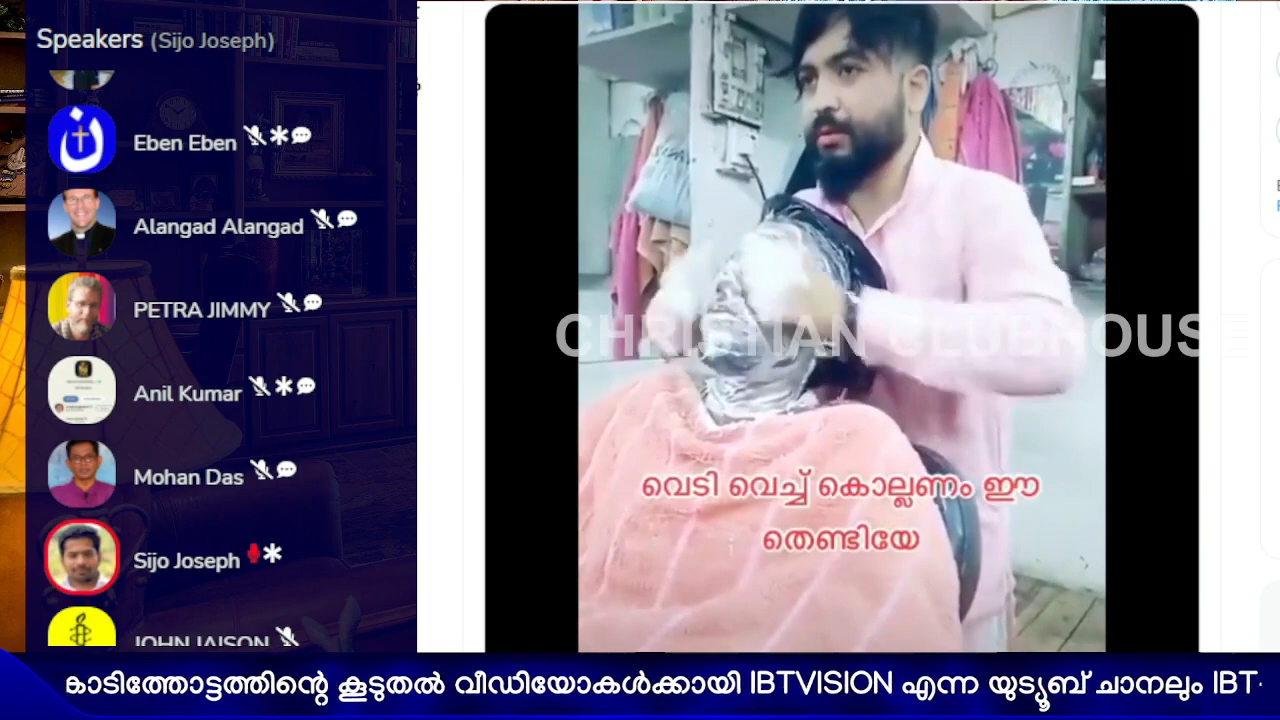 Speakers (Sijo Joseph)
Eben Eben
Alangad Alangad
PETRA JIMMY
Anil Kumar
Mohan Das
Sijo Joseph
JOHN JAISON
CHRISTIAN CLUBHOUSE
വെടി വെച്ച് കൊല്ലണം ഈ
തെണ്ടിയേ
കാടിത്തോട്ടത്തിന്റെ കൂടുതൽ വീഡിയോകൾക്കായി IBTVISION എന്ന യുട്യൂബ് ചാനലും IBT